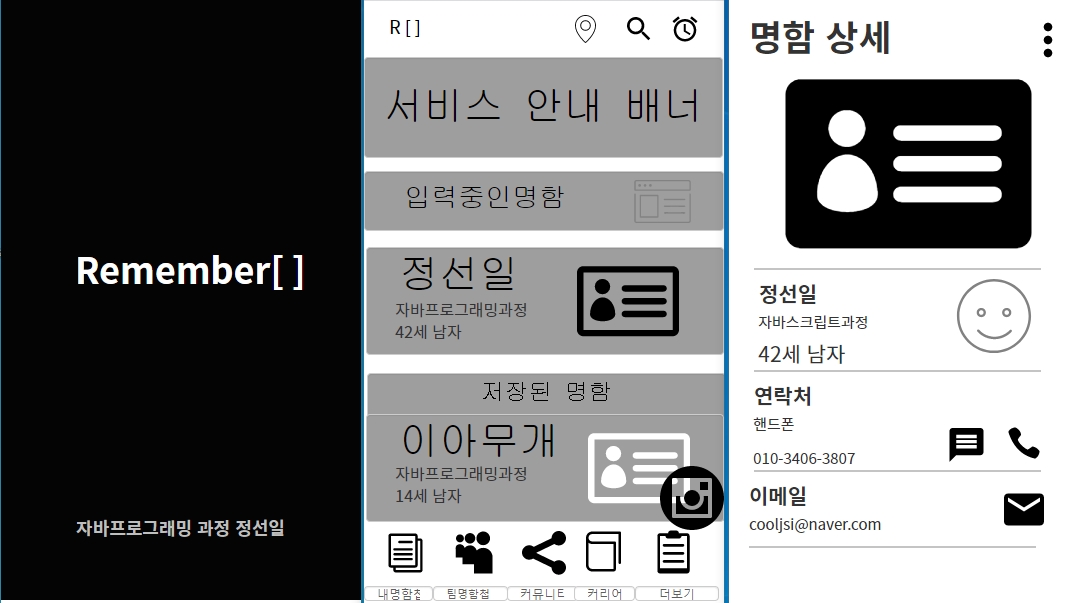 Remember[ ]
자바프로그래밍 과정 정선일
R [ ]
서비스 안내 배너
입력중인명함
정선일
자바프로그래밍과정
42세 남자
저장된 명함
이아무개
자바프로그래밍과정
14세 남자
내명함첩
팀명함첩
커뮤니티
커리어
더보기
명함 상세
정선일
자바스크립트과정
42세 남자
연락처
핸드폰
010-3406-3807
이메일
cooljsi@naver.com